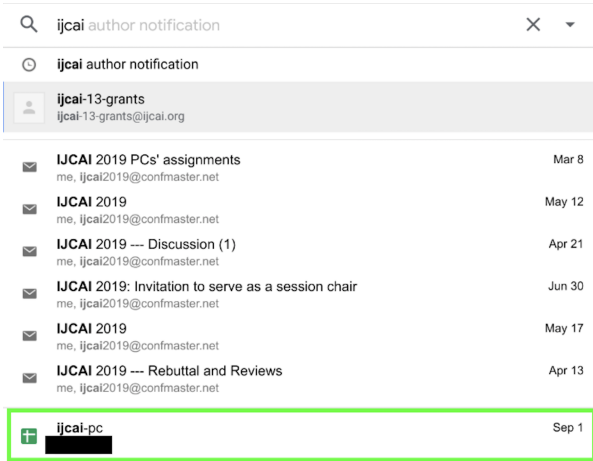 ijcai author notification
ijcai author notification
ijcai-13-grants
ijcai-13-grants@ijcai.org
IJCAI 2019 PCs' assignments Mar 8
me, ijcai2019@confmaster.net
IJCAI 2019 May 12
me, ijcai2019@confmaster.net
IJCAI 2019 --- Discussion (1) Apr 21
me, ijcai2019@confmaster.net
IJCAI 2019: Invitation to serve as a session chair Jun 30
me, ijcai2019@confmaster.net
IJCAI 2019 May 17
me, ijcai2019@confmaster.net
IJCAI 2019 --- Rebuttal and Reviews Apr 13
me, ijcai2019@confmaster.net
ijcai-pc Sep 1